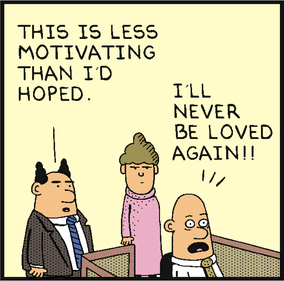 THIS IS LESS
MOTIVATING
THAN I'D
HOPED.
I'LL
NEVER
BE LOVED
AGAIN!!